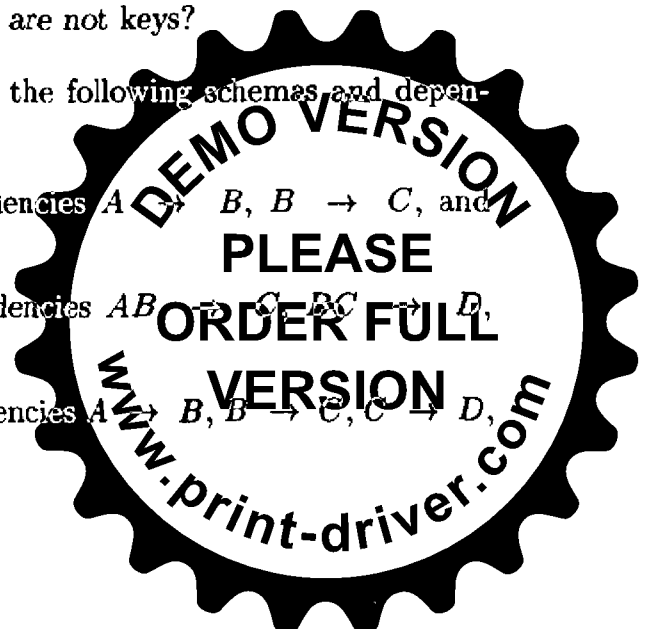 are not keys?
the following schemas and depen-
DEMO VERSION
encies A → B, B → C, and
PLEASE
dencies AB → C, BC → D,
ORDER FULL
VERSION
encies A → B, B → C, C → D,
www.print-driver.com